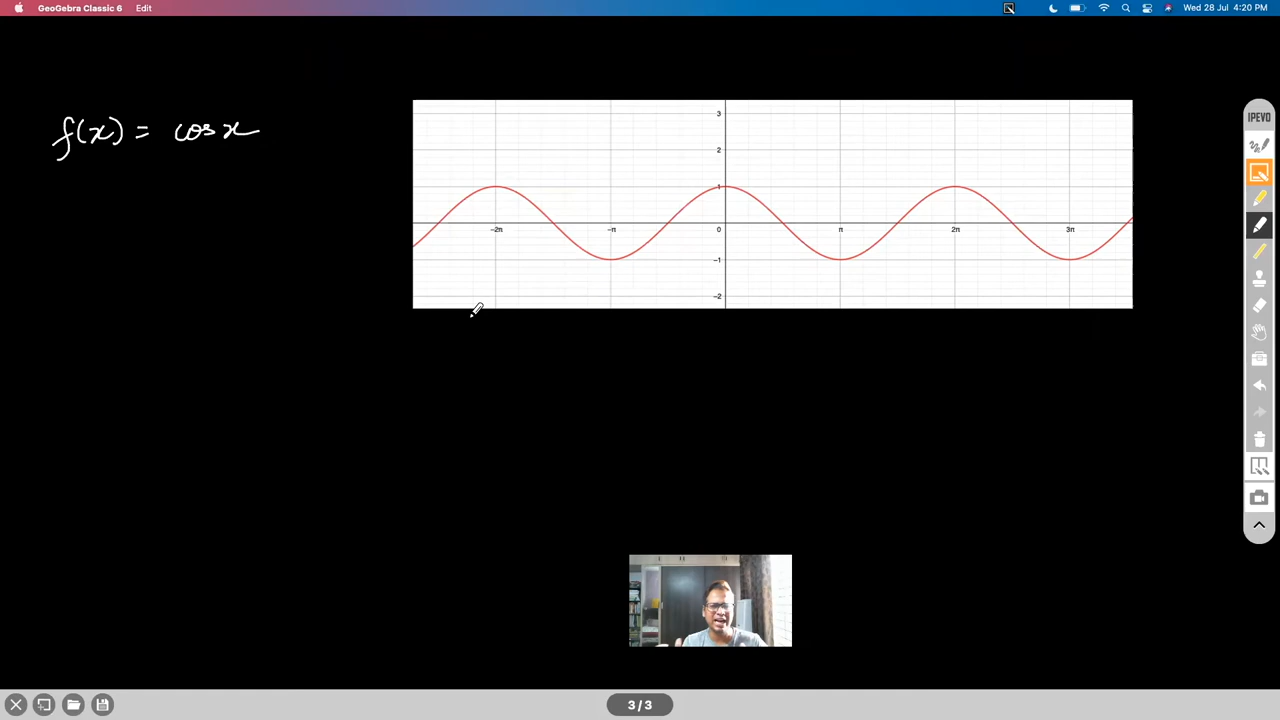 GeoGebra Classic 6 Edit Wed 28 Jul 4:20 PM
IPEVO
f(x) = cos x
3
2
1
−2π −π 0 π 2π 3π
−1
−2
3 / 3